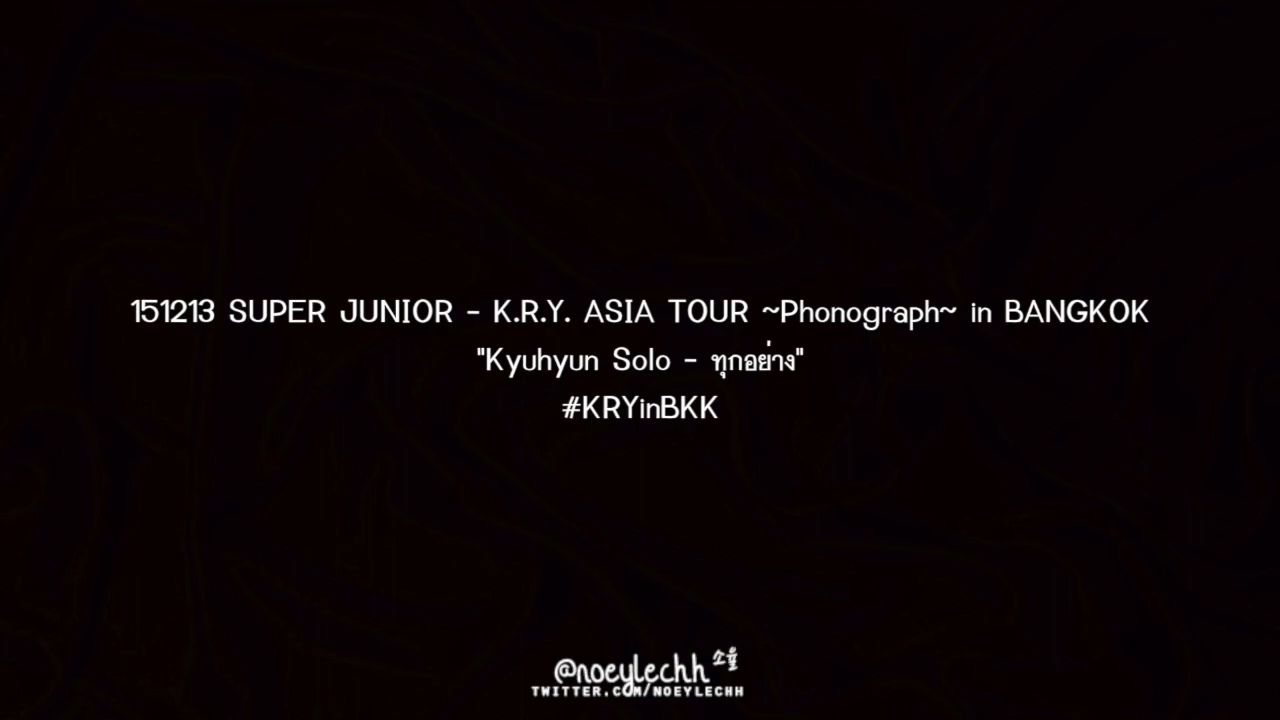 151213 SUPER JUNIOR - K.R.Y. ASIA TOUR ~Phonograph~ in BANGKOK
"Kyuhyun Solo - ทุกอย่าง"
#KRYinBKK
@noeylechh
TWITTER.COM/NOEYLECHH